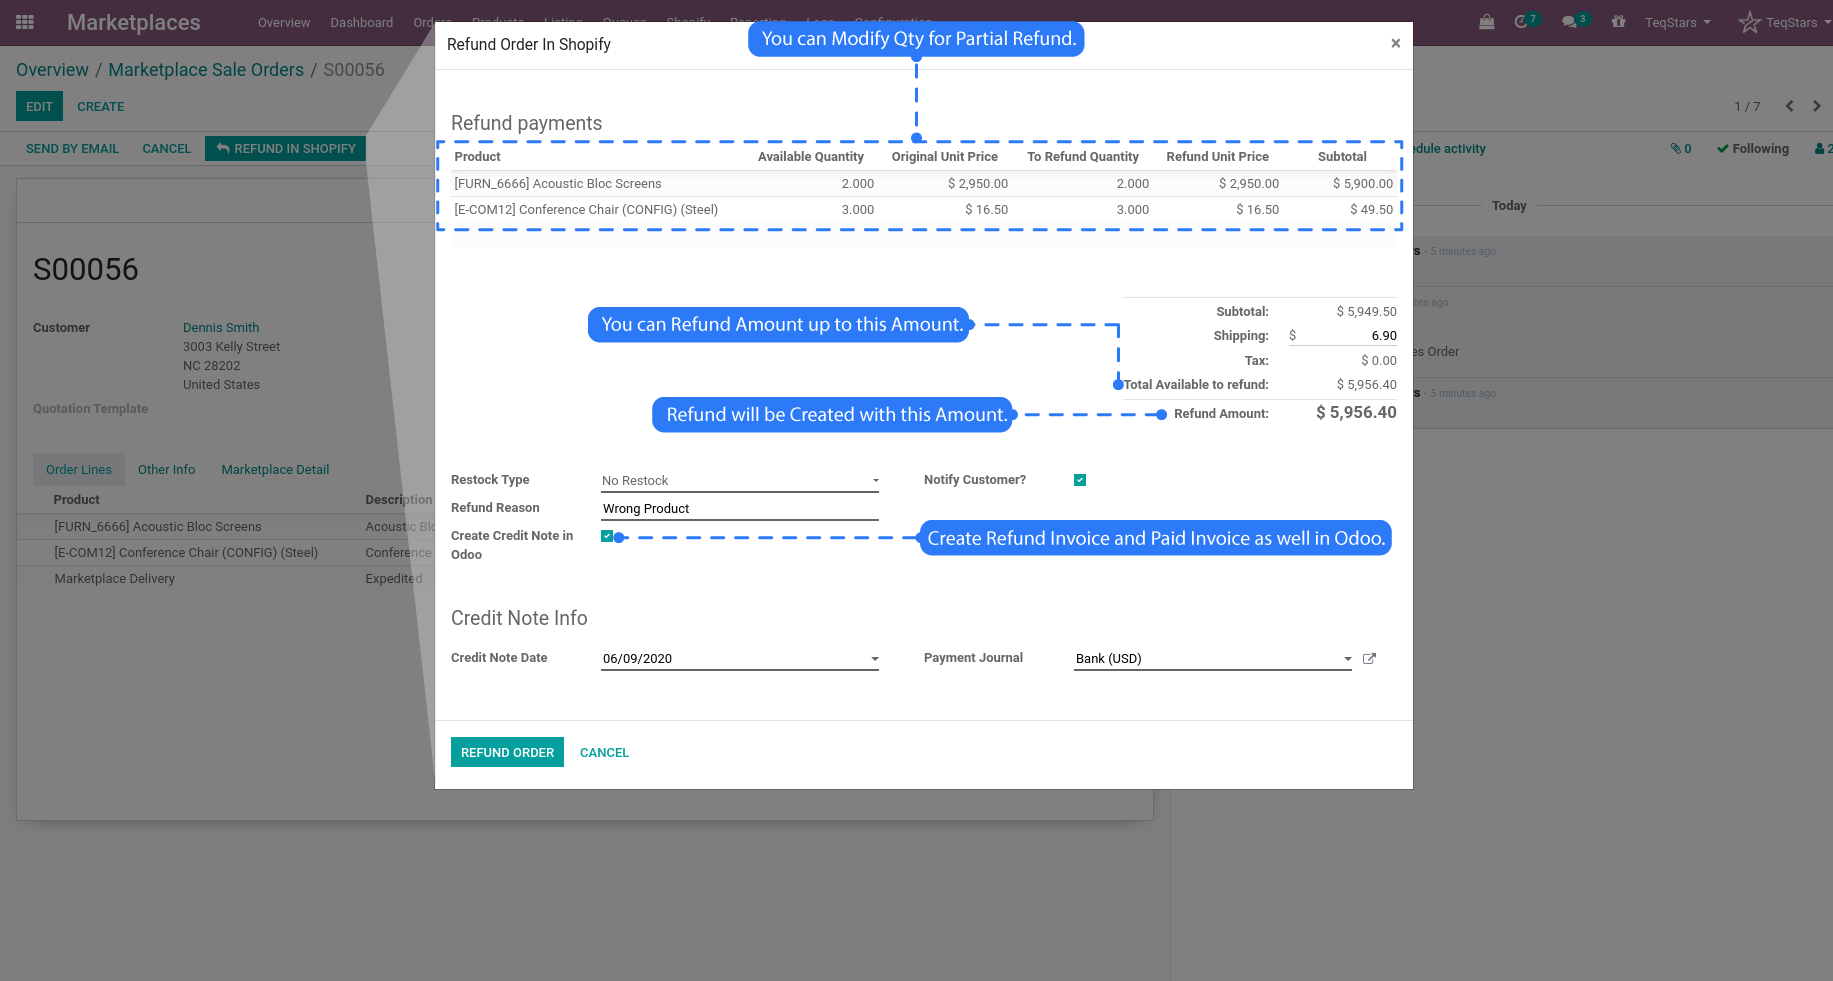 Marketplaces
Overview Dashboard Orders Products Listing Queues Shopify Reporting Logs Configuration
7 3 TeqStars TeqStars
Overview / Marketplace Sale Orders / S00056
EDIT CREATE
1 / 7
SEND BY EMAIL CANCEL REFUND IN SHOPIFY
0 Following 2
Today
5 minutes ago
S00056
Customer Dennis Smith
3003 Kelly Street
NC 28202
United States
Quotation Template
es Order
- 5 minutes ago
Order Lines Other Info Marketplace Detail
Product Description
[FURN_6666] Acoustic Bloc Screens Acoustic Blo
[E-COM12] Conference Chair (CONFIG) (Steel) Conference
Marketplace Delivery Expedited
Refund Order In Shopify ×
You can Modify Qty for Partial Refund.
Refund payments
Product Available Quantity Original Unit Price To Refund Quantity Refund Unit Price Subtotal
[FURN_6666] Acoustic Bloc Screens 2.000 $ 2,950.00 2.000 $ 2,950.00 $ 5,900.00
[E-COM12] Conference Chair (CONFIG) (Steel) 3.000 $ 16.50 3.000 $ 16.50 $ 49.50
Subtotal: $ 5,949.50
You can Refund Amount up to this Amount.
Shipping: $ 6.90
Tax: $ 0.00
Total Available to refund: $ 5,956.40
Refund will be Created with this Amount.
Refund Amount: $ 5,956.40
Restock Type No Restock Notify Customer?
Refund Reason Wrong Product
Create Credit Note in
Odoo
Create Refund Invoice and Paid Invoice as well in Odoo.
Credit Note Info
Credit Note Date 06/09/2020 Payment Journal Bank (USD)
REFUND ORDER CANCEL